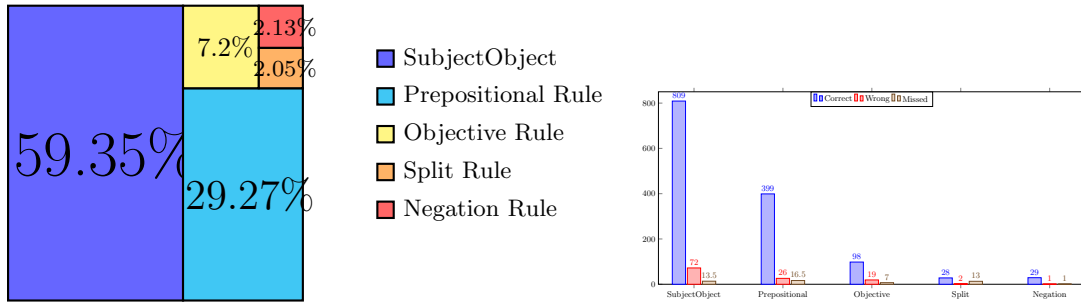 59.35%
7.2%
2.13%
2.05%
29.27%
SubjectObject
Prepositional Rule
Objective Rule
Split Rule
Negation Rule
Correct Wrong Missed
800
600
400
200
0
809 72 13.5
399 26 16.5
98 19 7
28 2 13
29 1 1
SubjectObject Prepositional Objective Split Negation